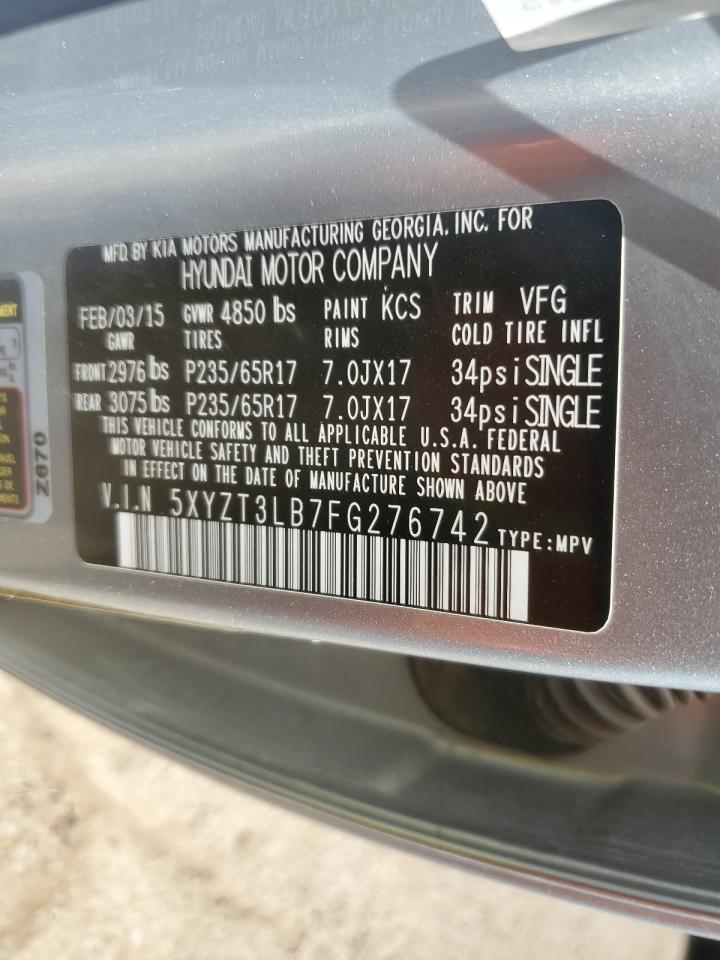 MFD BY KIA MOTORS MANUFACTURING GEORGIA. INC. FOR
HYUNDAI MOTOR COMPANY
FEB/03/15 GVWR 4850 lbs PAINT KCS TRIM VFG
GAWR TIRES RIMS COLD TIRE INFL
FRONT 2976 lbs P235/65R17 7.0JX17 34psi SINGLE
REAR 3075 lbs P235/65R17 7.0JX17 34psi SINGLE
THIS VEHICLE CONFORMS TO ALL APPLICABLE U.S.A. FEDERAL
MOTOR VEHICLE SAFETY AND THEFT PREVENTION STANDARDS
IN EFFECT ON THE DATE OF MANUFACTURE SHOWN ABOVE
V.I.N 5XYZT3LB7FG276742 TYPE:MPV
Z670